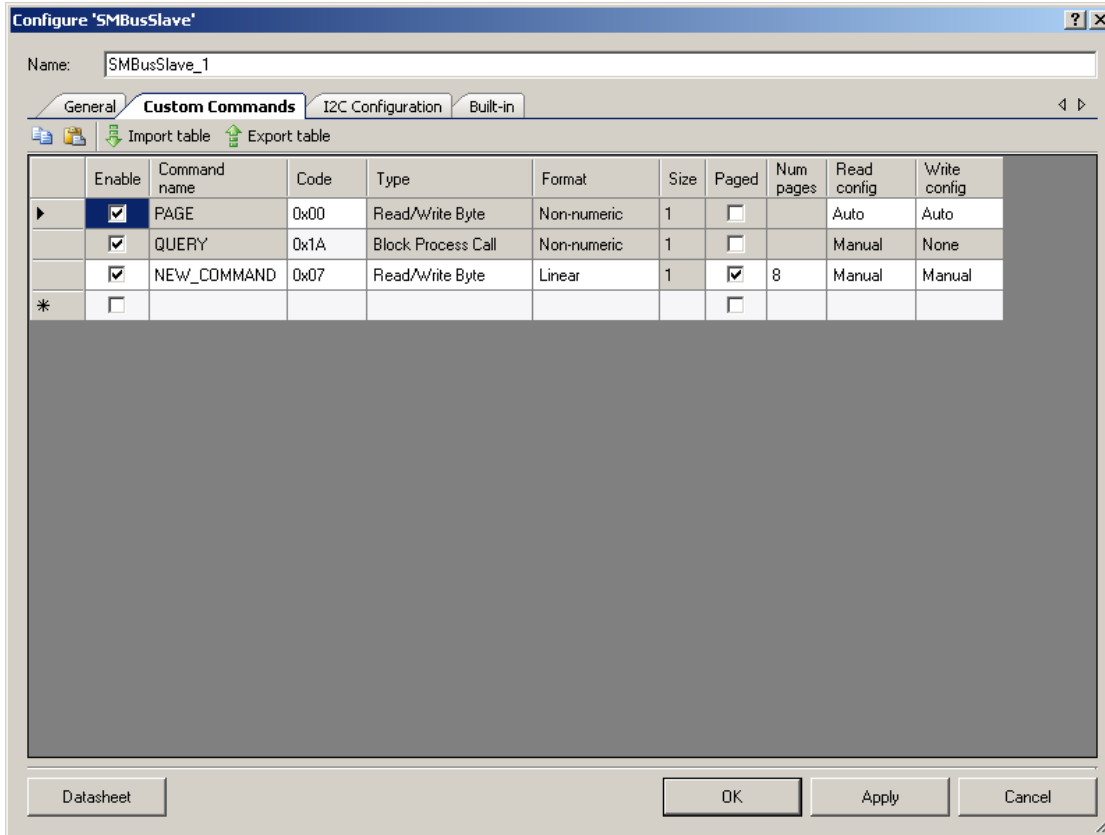 Configure 'SMBusSlave'
Name: SMBusSlave_1
General Custom Commands I2C Configuration Built-in
Import table Export table
Enable Command name Code Type Format Size Paged Num pages Read config Write config
PAGE 0x00 Read/Write Byte Non-numeric 1 Auto Auto
QUERY 0x1A Block Process Call Non-numeric 1 Manual None
NEW_COMMAND 0x07 Read/Write Byte Linear 1 8 Manual Manual
Datasheet OK Apply Cancel